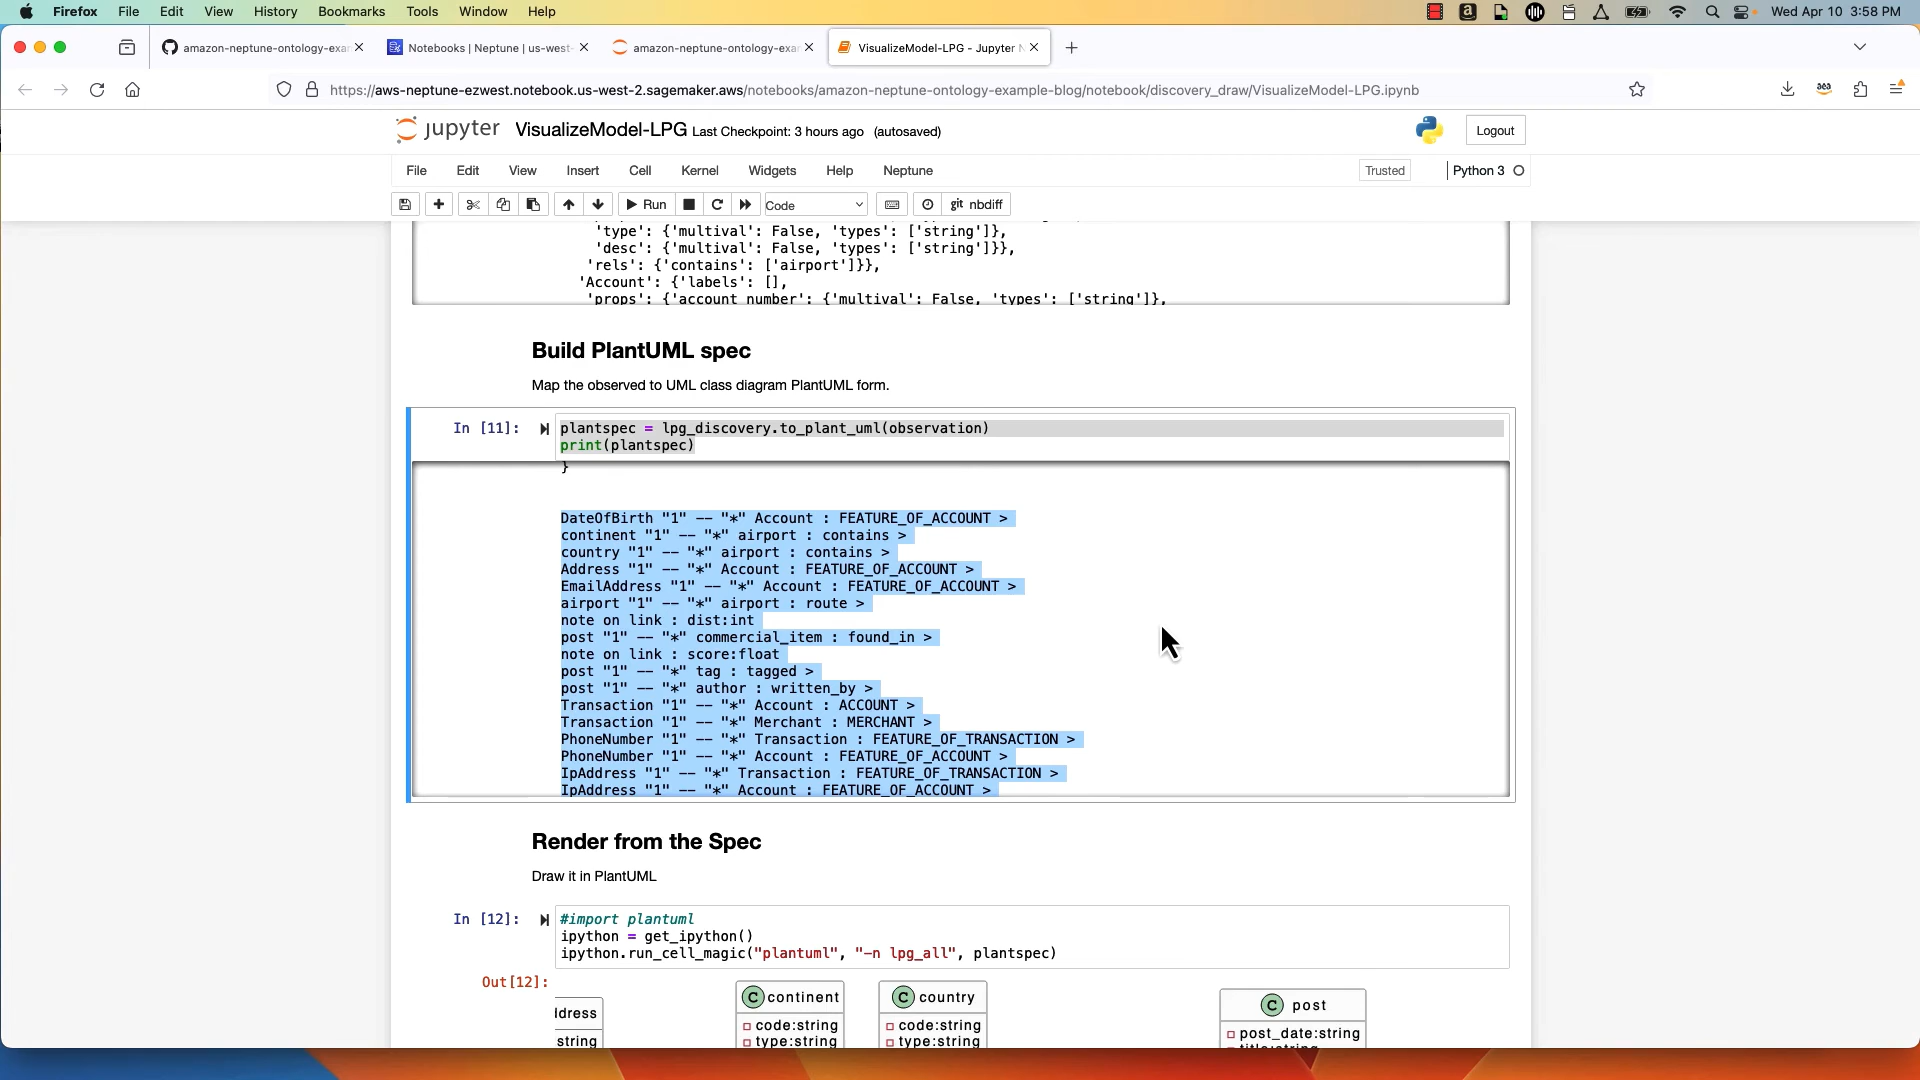 Firefox File Edit View History Bookmarks Tools Window Help Wed Apr 10 3:58 PM
amazon-neptune-ontology-exa Notebooks | Neptune | us-west- amazon-neptune-ontology-exa VisualizeModel-LPG - Jupyter N
https://aws-neptune-ezwest.notebook.us-west-2.sagemaker.aws/notebooks/amazon-neptune-ontology-example-blog/notebook/discovery_draw/VisualizeModel-LPG.ipynb
jupyter VisualizeModel-LPG Last Checkpoint: 3 hours ago (autosaved) Logout
File Edit View Insert Cell Kernel Widgets Help Neptune Trusted Python 3
Run Code git nbdiff
'type': {'multival': False, 'types': ['string']},
'desc': {'multival': False, 'types': ['string']}},
'rels': {'contains': ['airport']}},
'Account': {'labels': [],
'props': {'account_number': {'multival': False, 'types': ['string']},
Build PlantUML spec
Map the observed to UML class diagram PlantUML form.
In [11]: plantspec = lpg_discovery.to_plant_uml(observation)
print(plantspec)
}
DateOfBirth "1" -- "*" Account : FEATURE_OF_ACCOUNT >
continent "1" -- "*" airport : contains >
country "1" -- "*" airport : contains >
Address "1" -- "*" Account : FEATURE_OF_ACCOUNT >
EmailAddress "1" -- "*" Account : FEATURE_OF_ACCOUNT >
airport "1" -- "*" airport : route >
note on link : dist:int
post "1" -- "*" commercial_item : found_in >
note on link : score:float
post "1" -- "*" tag : tagged >
post "1" -- "*" author : written_by >
Transaction "1" -- "*" Account : ACCOUNT >
Transaction "1" -- "*" Merchant : MERCHANT >
PhoneNumber "1" -- "*" Transaction : FEATURE_OF_TRANSACTION >
PhoneNumber "1" -- "*" Account : FEATURE_OF_ACCOUNT >
IpAddress "1" -- "*" Transaction : FEATURE_OF_TRANSACTION >
IpAddress "1" -- "*" Account : FEATURE_OF_ACCOUNT >
Render from the Spec
Draw it in PlantUML
In [12]: #import plantuml
ipython = get_ipython()
ipython.run_cell_magic("plantuml", "-n lpg_all", plantspec)
Out[12]:
dress C continent C country C post
string code:string code:string post_date:string
type:string type:string